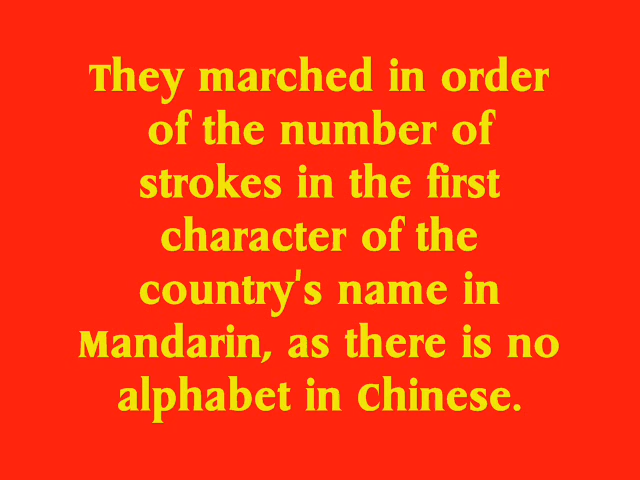 They marched in order
of the number of
strokes in the first
character of the
country's name in
Mandarin, as there is no
alphabet in Chinese.